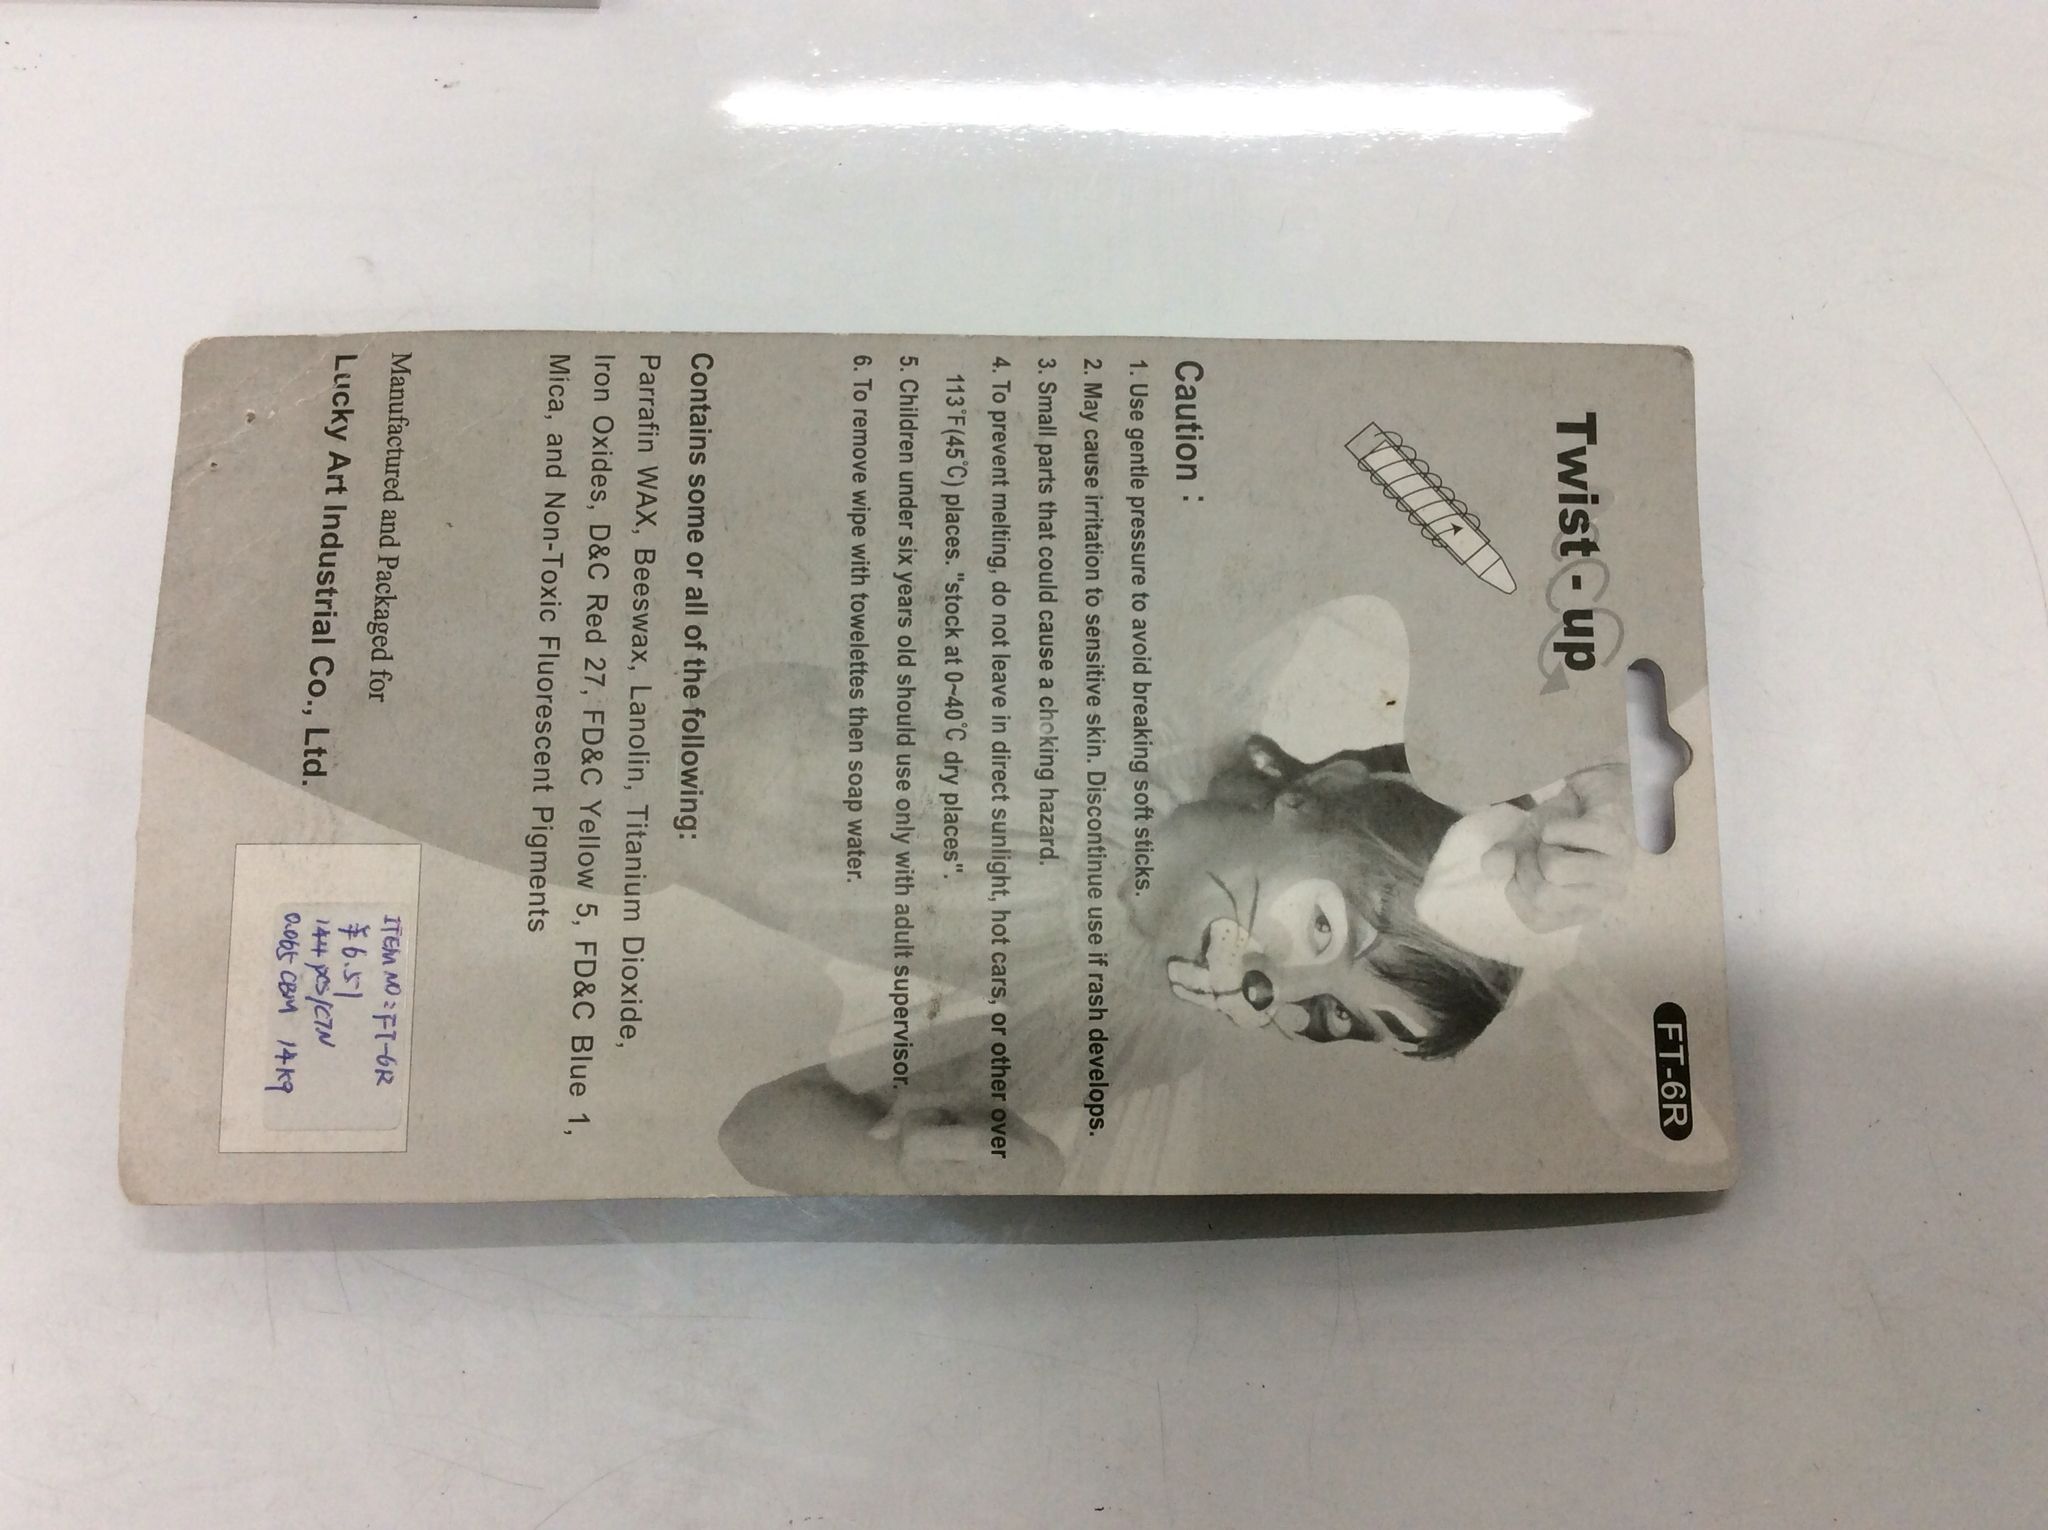 FT-6R
Twist - up
Caution :
1. Use gentle pressure to avoid breaking soft sticks.
2. May cause irritation to sensitive skin. Discontinue use if rash develops.
3. Small parts that could cause a choking hazard.
4. To prevent melting, do not leave in direct sunlight, hot cars, or other over
113°F(45°C) places. "stock at 0~40°C dry places".
5. Children under six years old should use only with adult supervisor.
6. To remove wipe with towelettes then soap water.
Contains some or all of the following:
Parrafin WAX, Beeswax, Lanolin, Titanium Dioxide,
Iron Oxides, D&C Red 27, FD&C Yellow 5, FD&C Blue 1,
Mica, and Non-Toxic Fluorescent Pigments
Manufactured and Packaged for
Lucky Art Industrial Co., Ltd.
ITEM NO: FT-6R
¥6.51
144 pcs/CTN
0.065 CBM 14kg